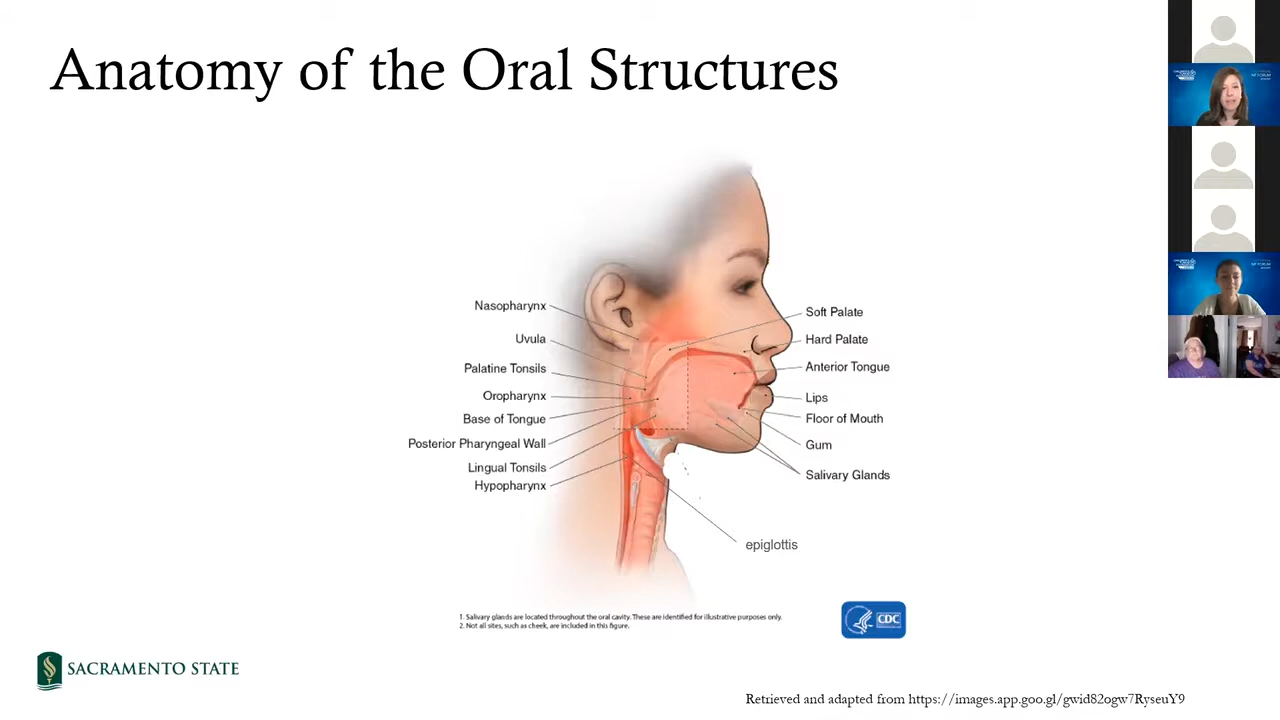 Anatomy of the Oral Structures
Nasopharynx
Uvula
Palatine Tonsils
Oropharynx
Base of Tongue
Posterior Pharyngeal Wall
Lingual Tonsils
Hypopharynx
Soft Palate
Hard Palate
Anterior Tongue
Lips
Floor of Mouth
Gum
Salivary Glands
epiglottis
1. Salivary glands are located throughout the oral cavity. These are identified for illustrative purposes only.
2. Not all sites, such as cheek, are included in this figure.
CDC
SACRAMENTO STATE
Retrieved and adapted from https://images.app.goo.gl/gwid82ogw7RyseuY9